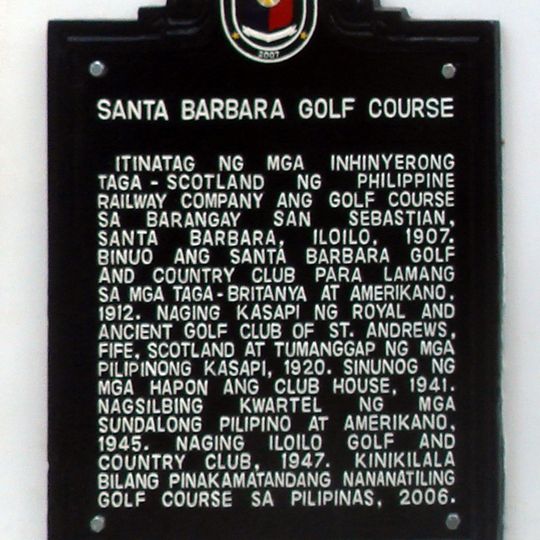 2007
SANTA BARBARA GOLF COURSE
ITINATAG NG MGA INHINYERONG
TAGA - SCOTLAND NG PHILIPPINE
RAILWAY COMPANY ANG GOLF COURSE
SA BARANGAY SAN SEBASTIAN,
SANTA BARBARA, ILOILO, 1907.
BINUO ANG SANTA BARBARA GOLF
AND COUNTRY CLUB PARA LAMANG
SA MGA TAGA-BRITANYA AT AMERIKANO,
1912. NAGING KASAPI NG ROYAL AND
ANCIENT GOLF CLUB OF ST. ANDREWS,
FIFE, SCOTLAND AT TUMANGGAP NG MGA
PILIPINONG KASAPI, 1920. SINUNOG NG
MGA HAPON ANG CLUB HOUSE, 1941.
NAGSILBING KWARTEL NG MGA
SUNDALONG PILIPINO AT AMERIKANO,
1945. NAGING ILOILO GOLF AND
COUNTRY CLUB, 1947. KINIKILALA
BILANG PINAKAMATANDANG NANANATILING
GOLF COURSE SA PILIPINAS, 2006.